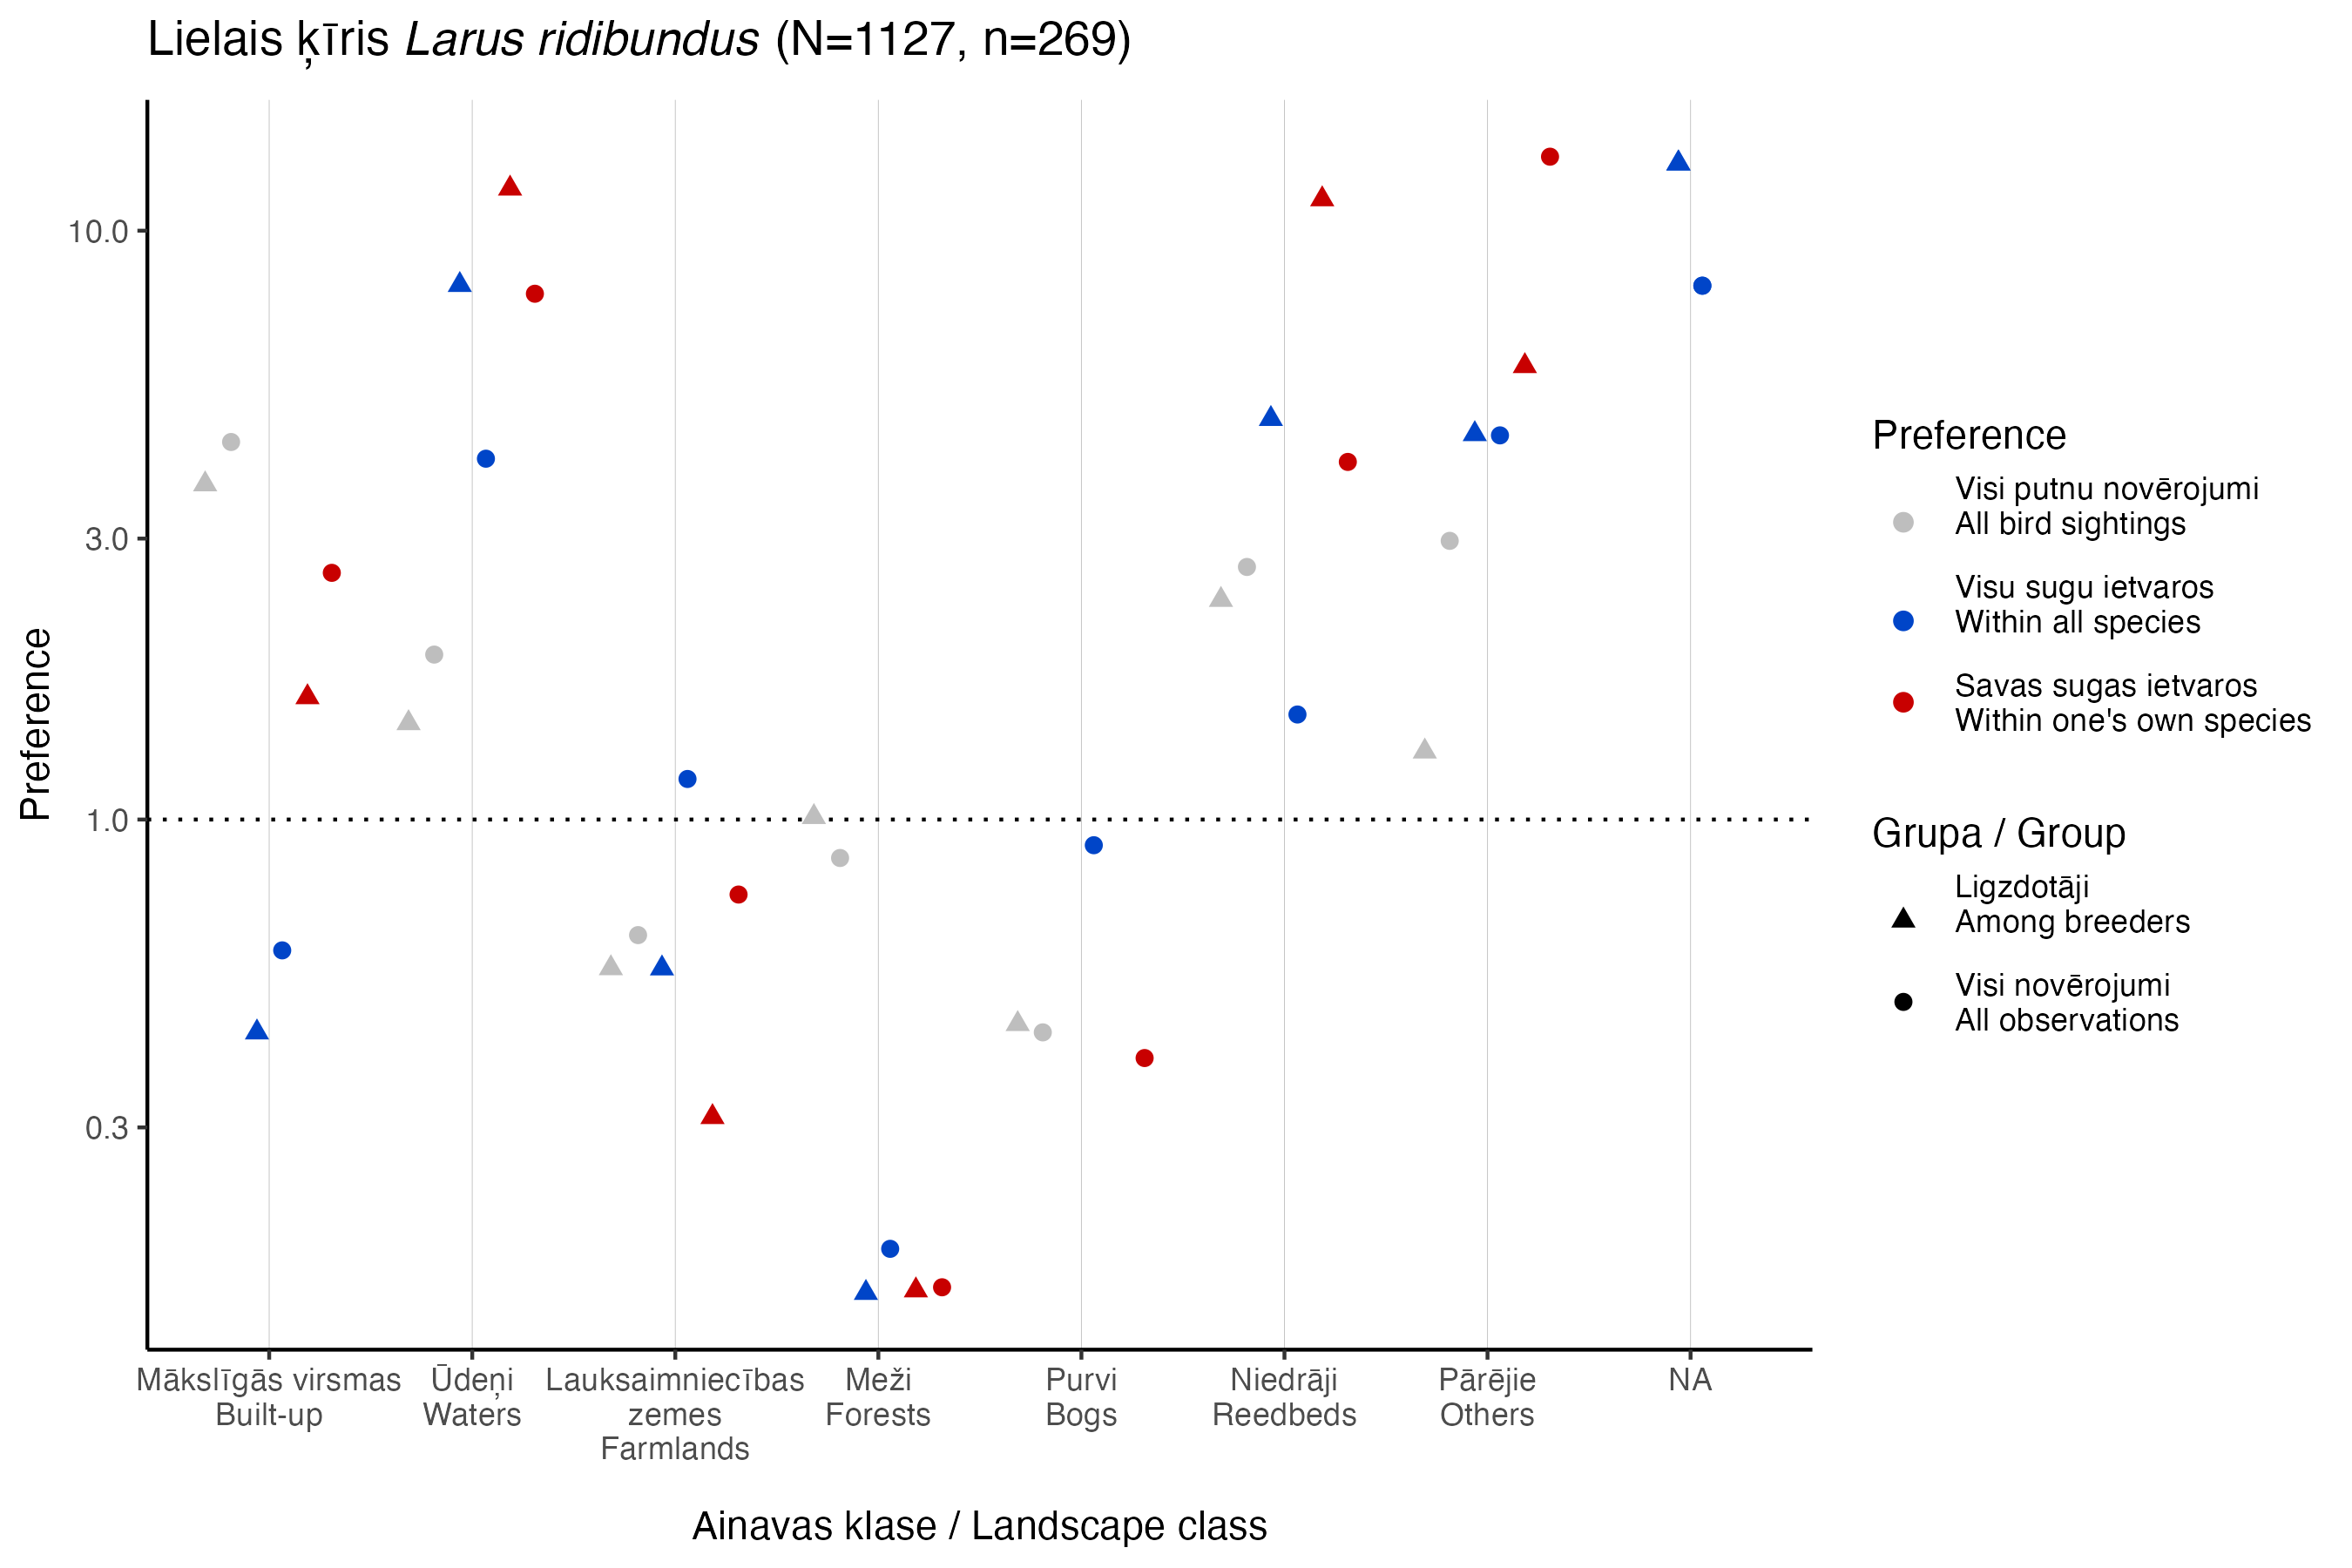 Lielais ķīris Larus ridibundus (N=1127, n=269)
Preference
10.0
3.0
1.0
0.3
Mākslīgās virsmas
Built-up
Ūdeņi
Waters
Lauksaimniecības
zemes
Farmlands
Meži
Forests
Purvi
Bogs
Niedrāji
Reedbeds
Pārējie
Others
NA
Ainavas klase / Landscape class
Preference
Visi putnu novērojumi
All bird sightings
Visu sugu ietvaros
Within all species
Savas sugas ietvaros
Within one's own species
Grupa / Group
Ligzdotāji
Among breeders
Visi novērojumi
All observations